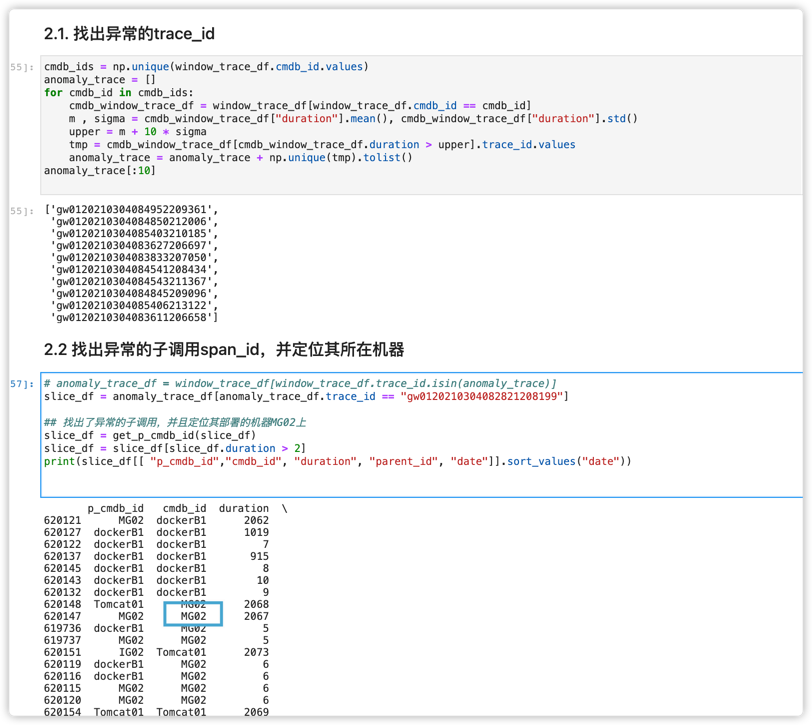 2.1. 找出异常的trace_id
55]:
cmdb_ids = np.unique(window_trace_df.cmdb_id.values)
anomaly_trace = []
for cmdb_id in cmdb_ids:
    cmdb_window_trace_df = window_trace_df[window_trace_df.cmdb_id == cmdb_id]
    m , sigma = cmdb_window_trace_df["duration"].mean(), cmdb_window_trace_df["duration"].std()
    upper = m + 10 * sigma
    tmp = cmdb_window_trace_df[cmdb_window_trace_df.duration > upper].trace_id.values
    anomaly_trace = anomaly_trace + np.unique(tmp).tolist()
anomaly_trace[:10]
55]:
['gw0120210304084952209361',
 'gw0120210304084850212006',
 'gw0120210304085403210185',
 'gw0120210304083627206697',
 'gw0120210304083833207050',
 'gw0120210304084541208434',
 'gw0120210304084543211367',
 'gw0120210304084845209096',
 'gw0120210304085406213122',
 'gw0120210304083611206658']
2.2 找出异常的子调用span_id，并定位其所在机器
57]:
# anomaly_trace_df = window_trace_df[window_trace_df.trace_id.isin(anomaly_trace)]
slice_df = anomaly_trace_df[anomaly_trace_df.trace_id == "gw0120210304082821208199"]
## 找出了异常的子调用，并且定位其部署的机器MG02上
slice_df = get_p_cmdb_id(slice_df)
slice_df = slice_df[slice_df.duration > 2]
print(slice_df[[ "p_cmdb_id","cmdb_id", "duration", "parent_id", "date"]].sort_values("date"))
       p_cmdb_id   cmdb_id  duration  \
620121      MG02  dockerB1      2062
620127  dockerB1  dockerB1      1019
620122  dockerB1  dockerB1         7
620137  dockerB1  dockerB1       915
620145  dockerB1  dockerB1         8
620143  dockerB1  dockerB1        10
620132  dockerB1  dockerB1         9
620148  Tomcat01      MG02      2068
620147      MG02      MG02      2067
619736  dockerB1      MG02         5
619737      MG02      MG02         5
620151      IG02  Tomcat01      2073
620119  dockerB1      MG02         6
620116  dockerB1      MG02         6
620115      MG02      MG02         6
620120      MG02      MG02         6
620154  Tomcat01  Tomcat01      2069